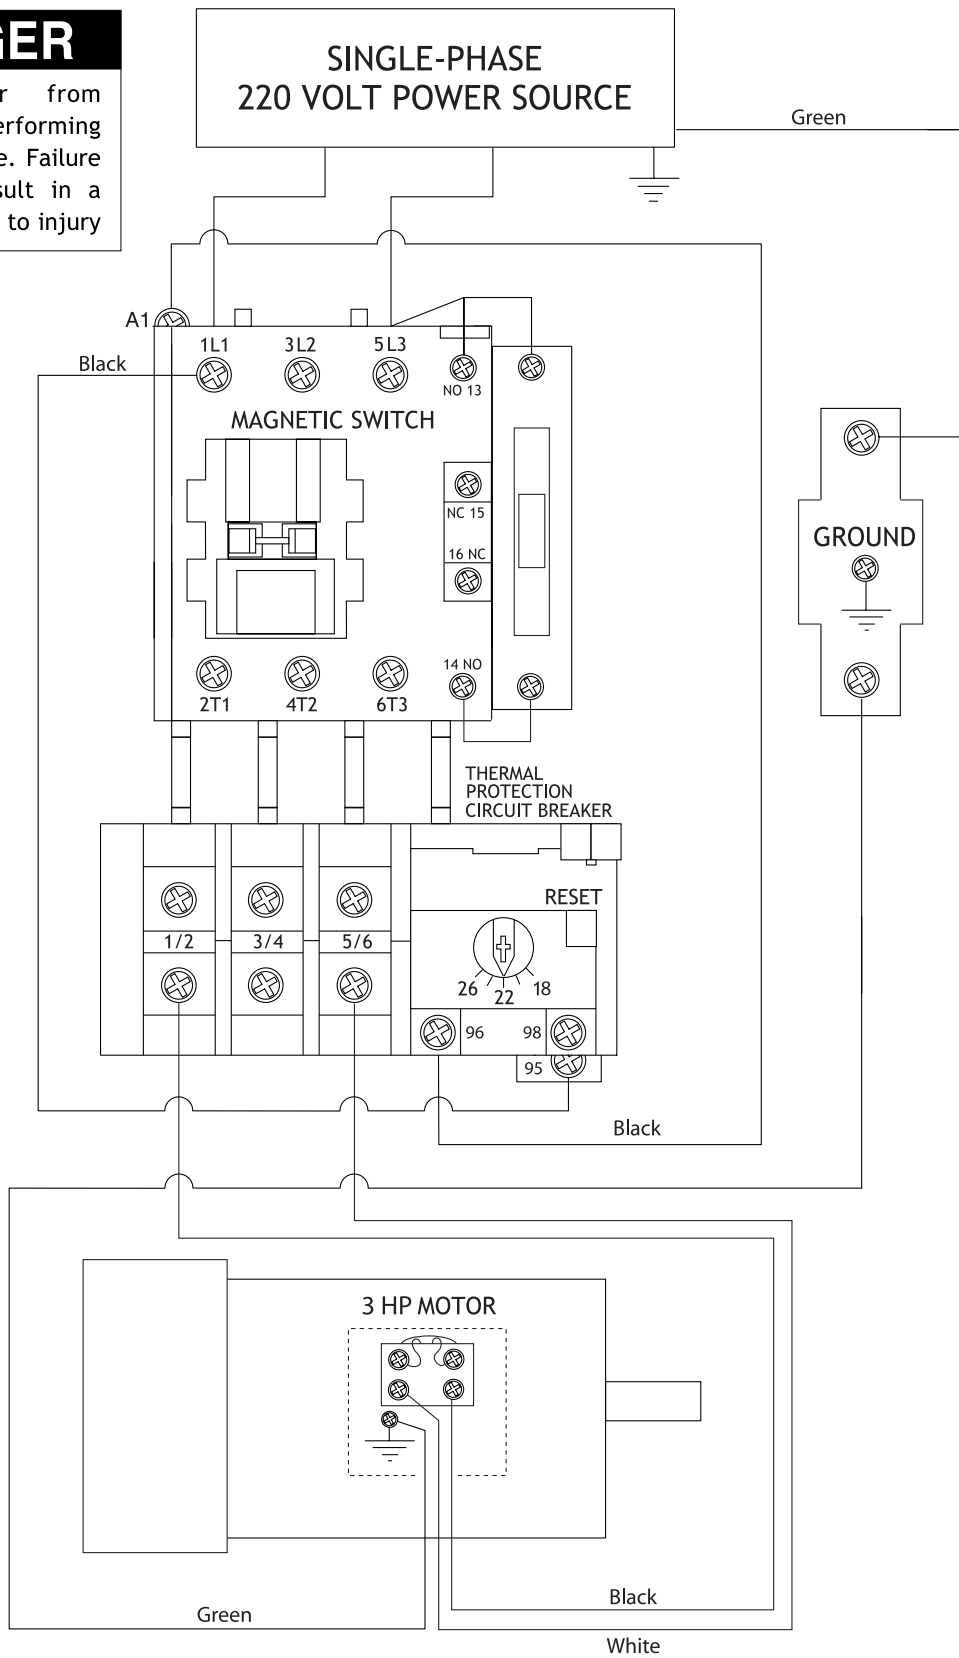 r from
erforming
e. Failure
sult in a
to injury
SINGLE-PHASE
220 VOLT POWER SOURCE
Green
A1
1L1 3L2 5L3
Black
NO 13
MAGNETIC SWITCH
NC 15
16 NC
GROUND
14 NO
2T1 4T2 6T3
THERMAL
PROTECTION
CIRCUIT BREAKER
RESET
1/2 3/4 5/6
26 22 18
96 98
95
Black
3 HP MOTOR
Black
Green
White